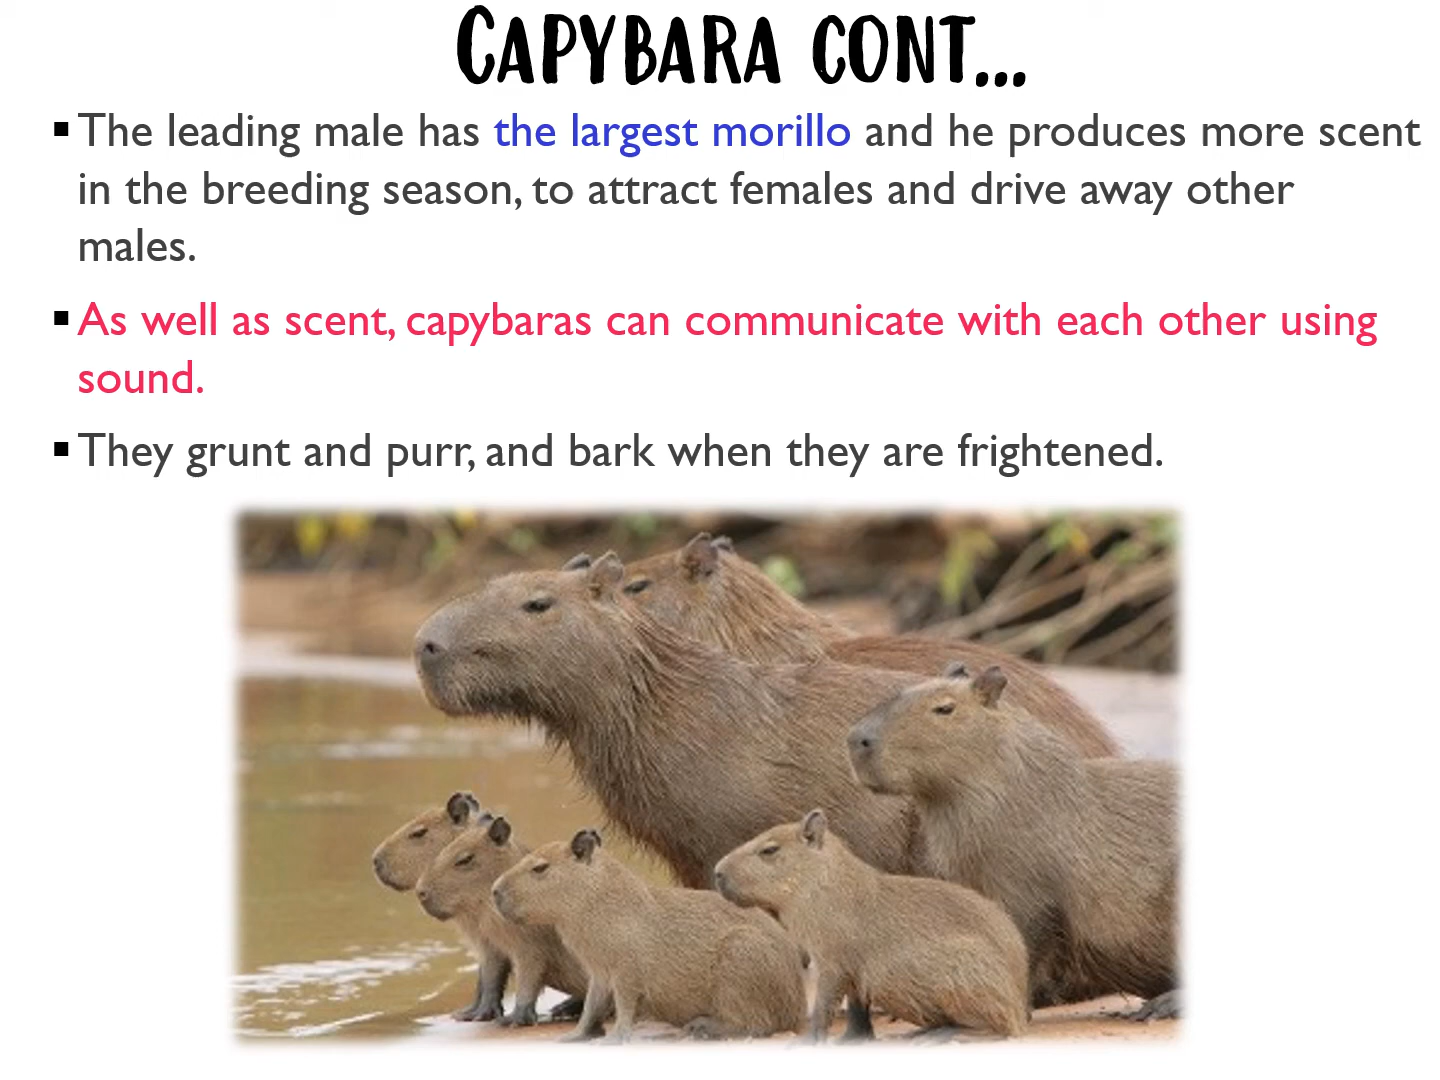 CAPYBARA CONT...
▪The leading male has the largest morillo and he produces more scent
in the breeding season, to attract females and drive away other
males.
▪As well as scent, capybaras can communicate with each other using
sound.
▪They grunt and purr, and bark when they are frightened.